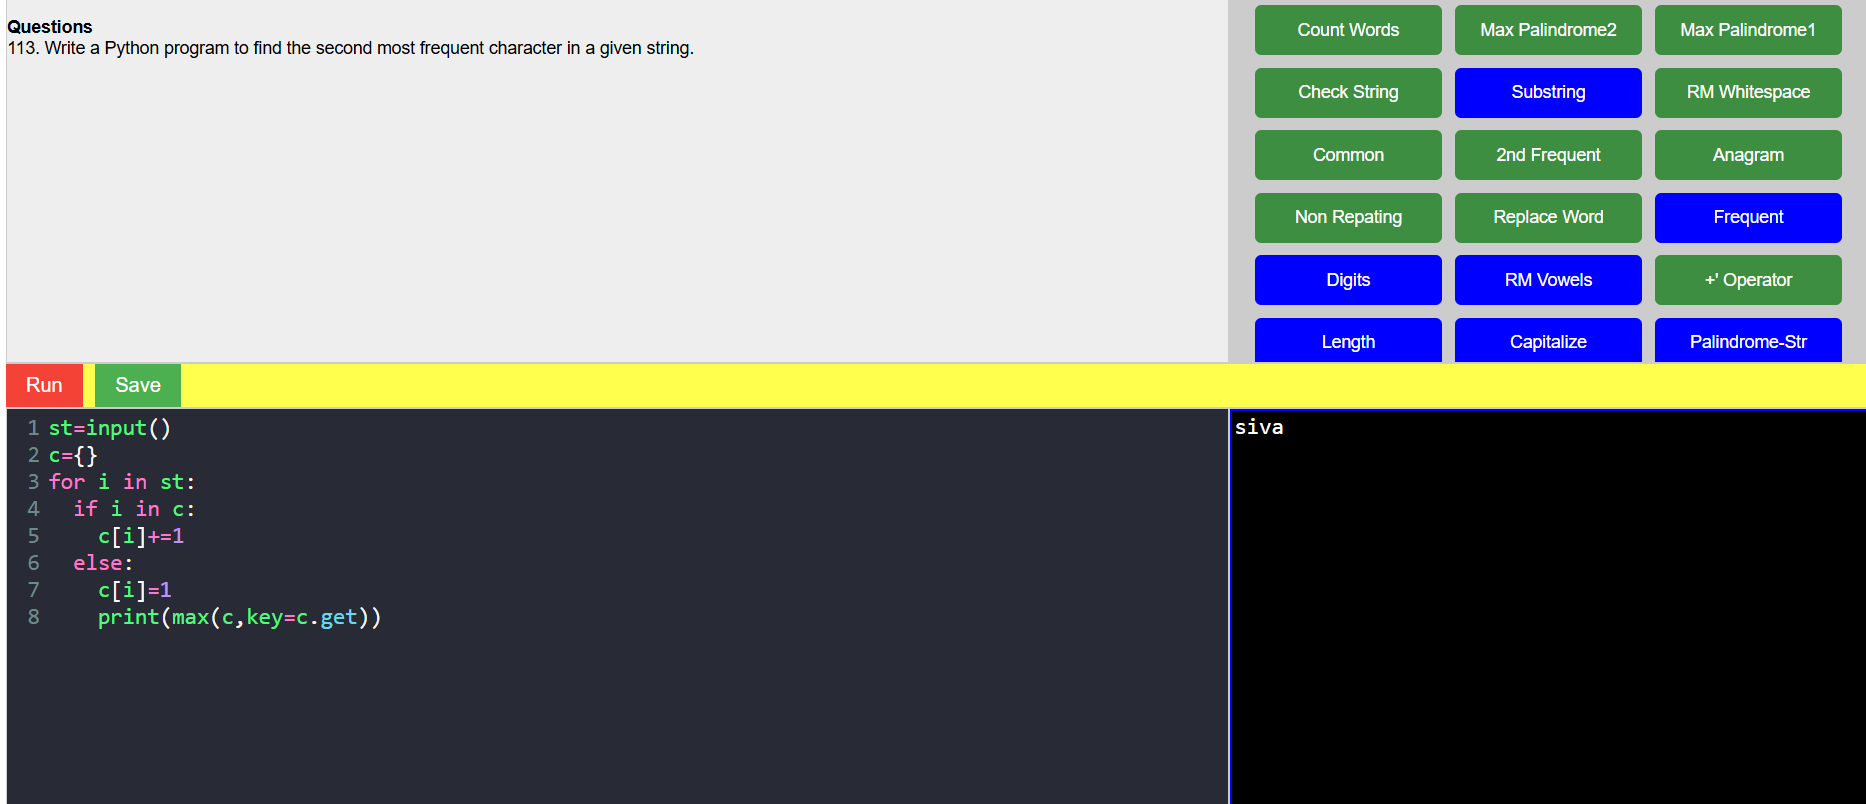 Questions
113. Write a Python program to find the second most frequent character in a given string.
Count Words
Max Palindrome2
Max Palindrome1
Check String
Substring
RM Whitespace
Common
2nd Frequent
Anagram
Non Repating
Replace Word
Frequent
Digits
RM Vowels
+' Operator
Length
Capitalize
Palindrome-Str
Run
Save
1 st=input()
2 c={}
3 for i in st:
4   if i in c:
5     c[i]+=1
6   else:
7     c[i]=1
8     print(max(c,key=c.get))
siva